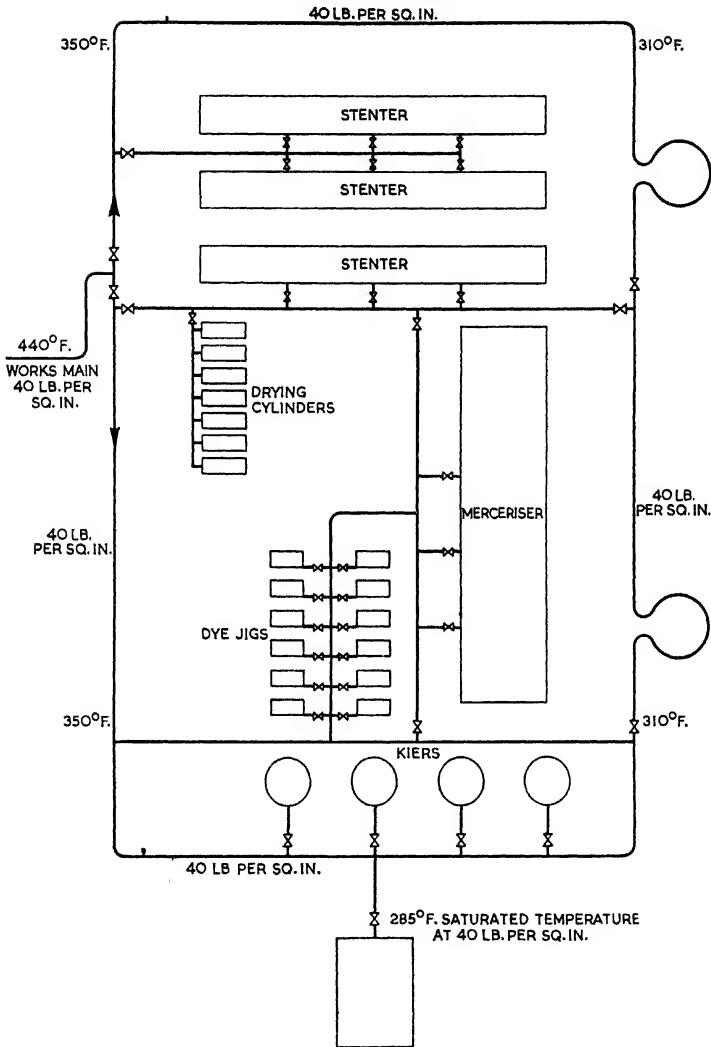 40 LB. PER SQ. IN.
350°F.
310°F.
STENTER
STENTER
STENTER
440°F.
WORKS MAIN
40 LB. PER
SQ. IN.
DRYING
CYLINDERS
MERCERISER
40 LB.
PER SQ. IN.
40 LB.
PER SQ. IN.
DYE JIGS
350°F.
310°F.
KIERS
40 LB PER SQ. IN.
285°F. SATURATED TEMPERATURE
AT 40 LB. PER SQ. IN.